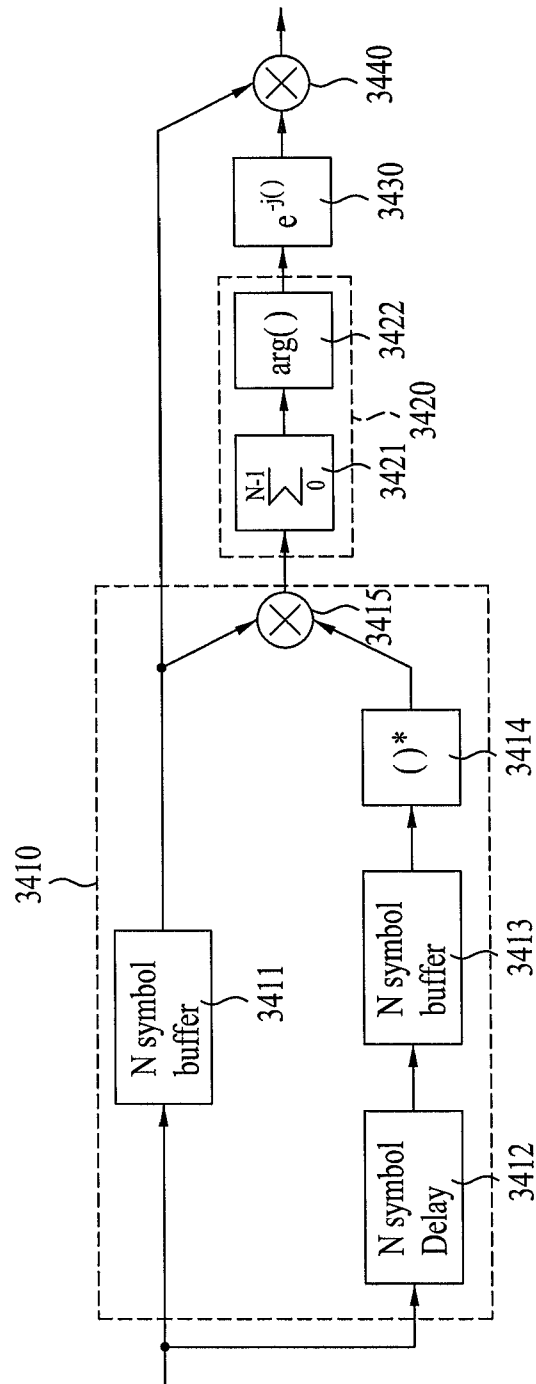 3410
N symbol
buffer
3411
N symbol
Delay
3412
N symbol
buffer
3413
()*
3414
3415
N-1
∑
0
3421
arg()
3422
3420
e-j()
3430
3440